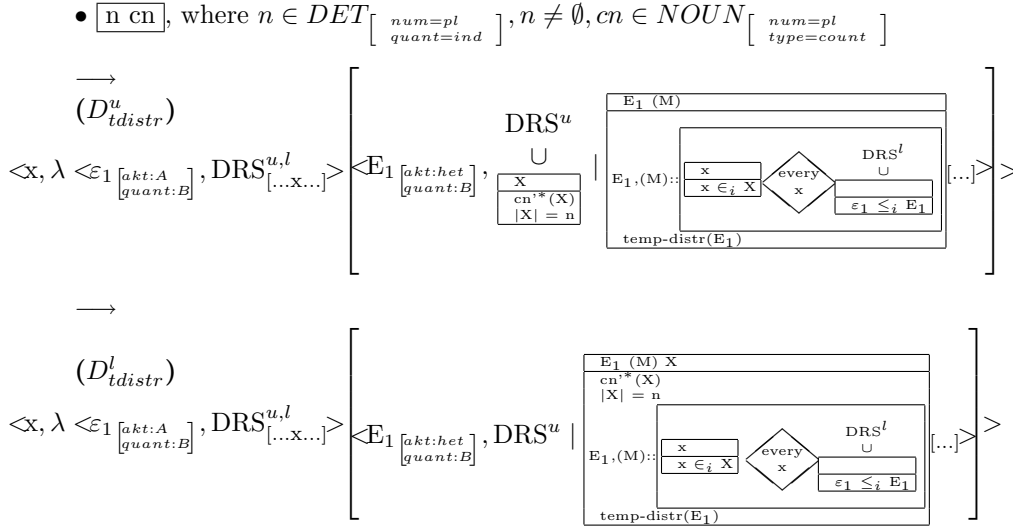 • n cn, where n ∈ DET[num=pl quant=ind], n ≠ ∅, cn ∈ NOUN[num=pl type=count]
⟶
(D^u_tdistr)
<x, λ <ε₁[akt:A quant:B], DRS^{u,l}_[...x...]> [<E₁[akt:het quant:B], DRS^u ∪ X cn'*(X) |X| = n | E₁ (M) E₁,(M):: x x ∈ᵢ X every x DRS^l ∪ ε₁ ≤ᵢ E₁ temp-distr(E₁) [...]>] >
⟶
(D^l_tdistr)
<x, λ <ε₁[akt:A quant:B], DRS^{u,l}_[...x...]> [<E₁[akt:het quant:B], DRS^u | E₁ (M) X cn'*(X) |X| = n E₁,(M):: x x ∈ᵢ X every x DRS^l ∪ ε₁ ≤ᵢ E₁ temp-distr(E₁) [...]>] >